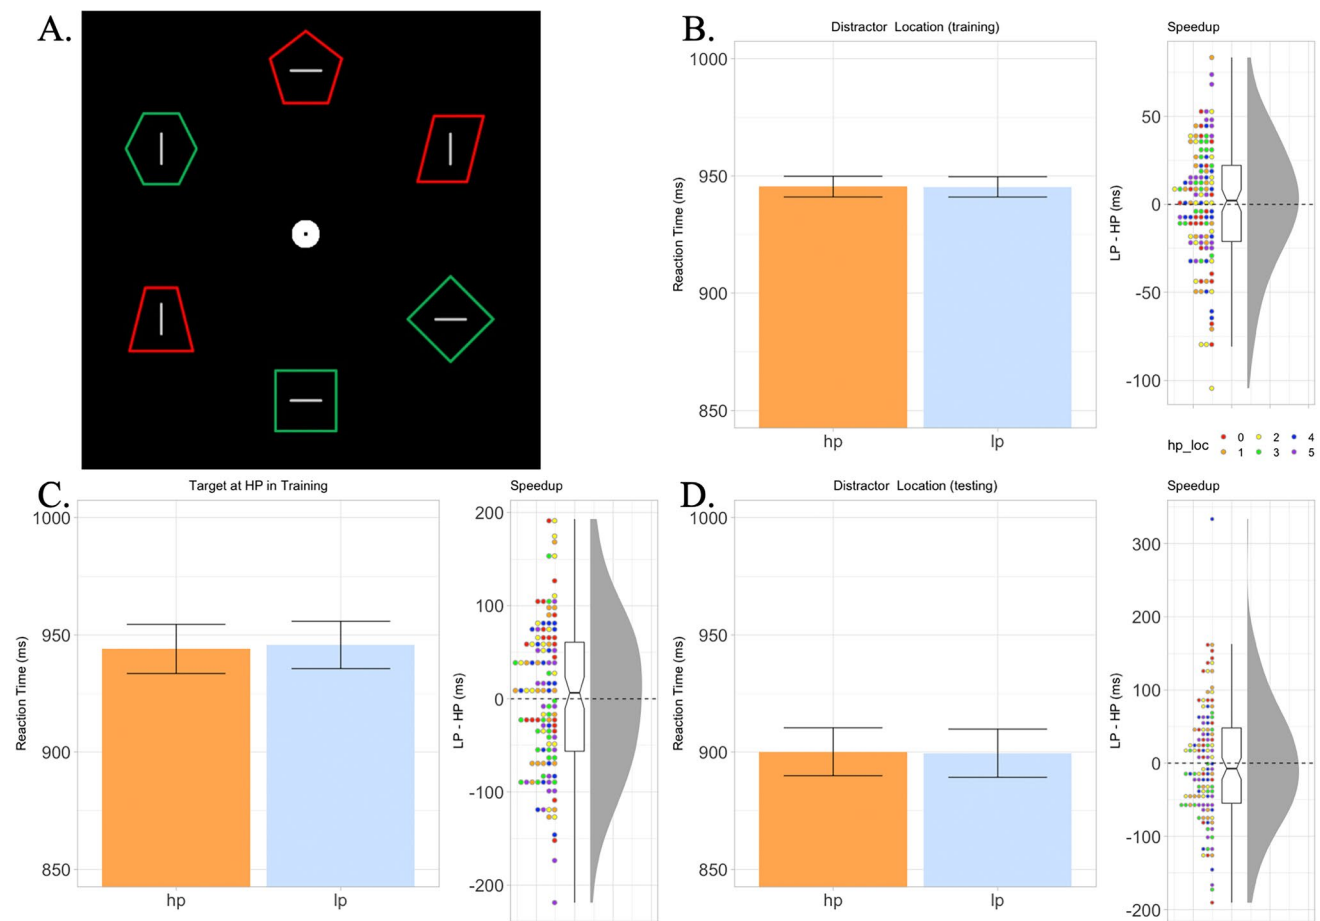 A.
B.
Distractor Location (training)
Speedup
1000
950
900
850
Reaction Time (ms)
hp
lp
50
0
-50
-100
LP - HP (ms)
hp_loc
0 2 4
1 3 5
C.
Target at HP in Training
Speedup
1000
950
900
850
Reaction Time (ms)
hp
lp
200
100
0
-100
-200
LP - HP (ms)
D.
Distractor Location (testing)
Speedup
1000
950
900
850
Reaction Time (ms)
hp
lp
300
200
100
0
-100
-200
LP - HP (ms)